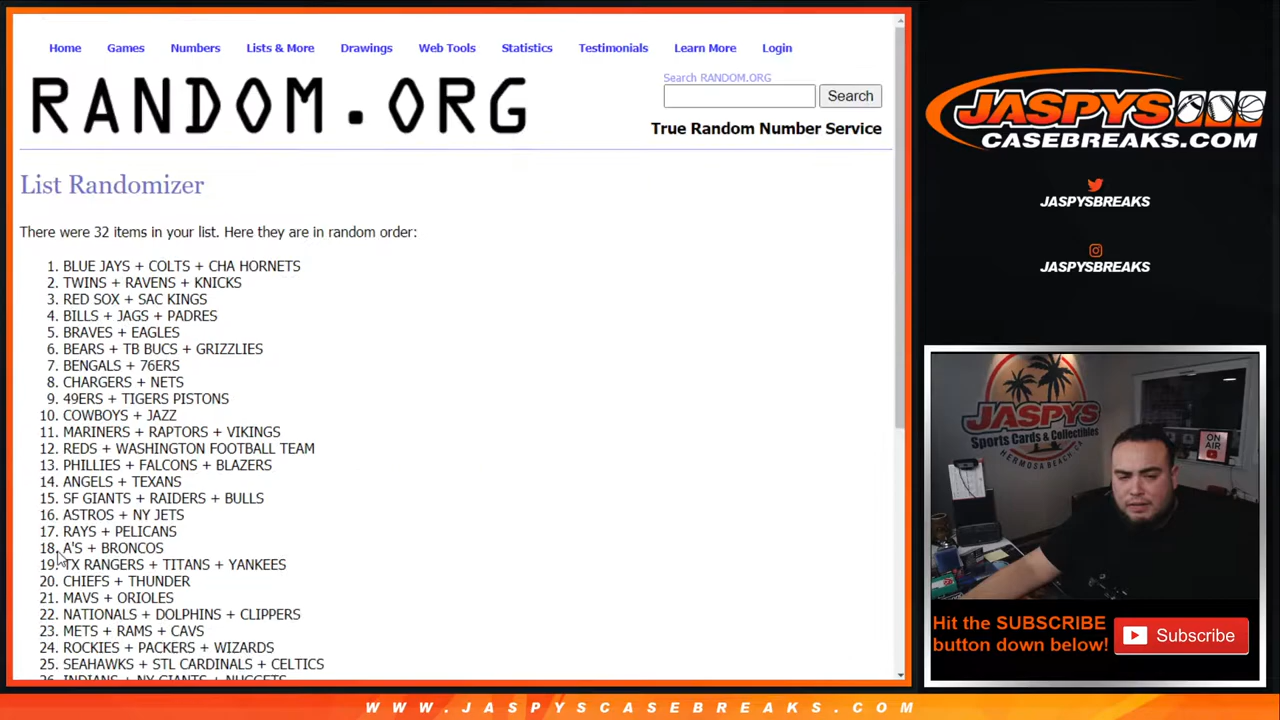 Home Games Numbers Lists & More Drawings Web Tools Statistics Testimonials Learn More Login
RANDOM.ORG
Search RANDOM.ORG
Search
True Random Number Service
List Randomizer
There were 32 items in your list. Here they are in random order:
1. BLUE JAYS + COLTS + CHA HORNETS
2. TWINS + RAVENS + KNICKS
3. RED SOX + SAC KINGS
4. BILLS + JAGS + PADRES
5. BRAVES + EAGLES
6. BEARS + TB BUCS + GRIZZLIES
7. BENGALS + 76ERS
8. CHARGERS + NETS
9. 49ERS + TIGERS PISTONS
10. COWBOYS + JAZZ
11. MARINERS + RAPTORS + VIKINGS
12. REDS + WASHINGTON FOOTBALL TEAM
13. PHILLIES + FALCONS + BLAZERS
14. ANGELS + TEXANS
15. SF GIANTS + RAIDERS + BULLS
16. ASTROS + NY JETS
17. RAYS + PELICANS
18. A'S + BRONCOS
19. TX RANGERS + TITANS + YANKEES
20. CHIEFS + THUNDER
21. MAVS + ORIOLES
22. NATIONALS + DOLPHINS + CLIPPERS
23. METS + RAMS + CAVS
24. ROCKIES + PACKERS + WIZARDS
25. SEAHAWKS + STL CARDINALS + CELTICS
26. INDIANS + NY GIANTS + NUGGETS
JASPYS
CASEBREAKS.COM
JASPYSBREAKS
JASPYSBREAKS
JASPYS
Sports Cards & Collectibles
HERMOSA BEACH, CA
ON AIR
Hit the SUBSCRIBE
button down below!
Subscribe
WWW.JASPYSCASEBREAKS.COM